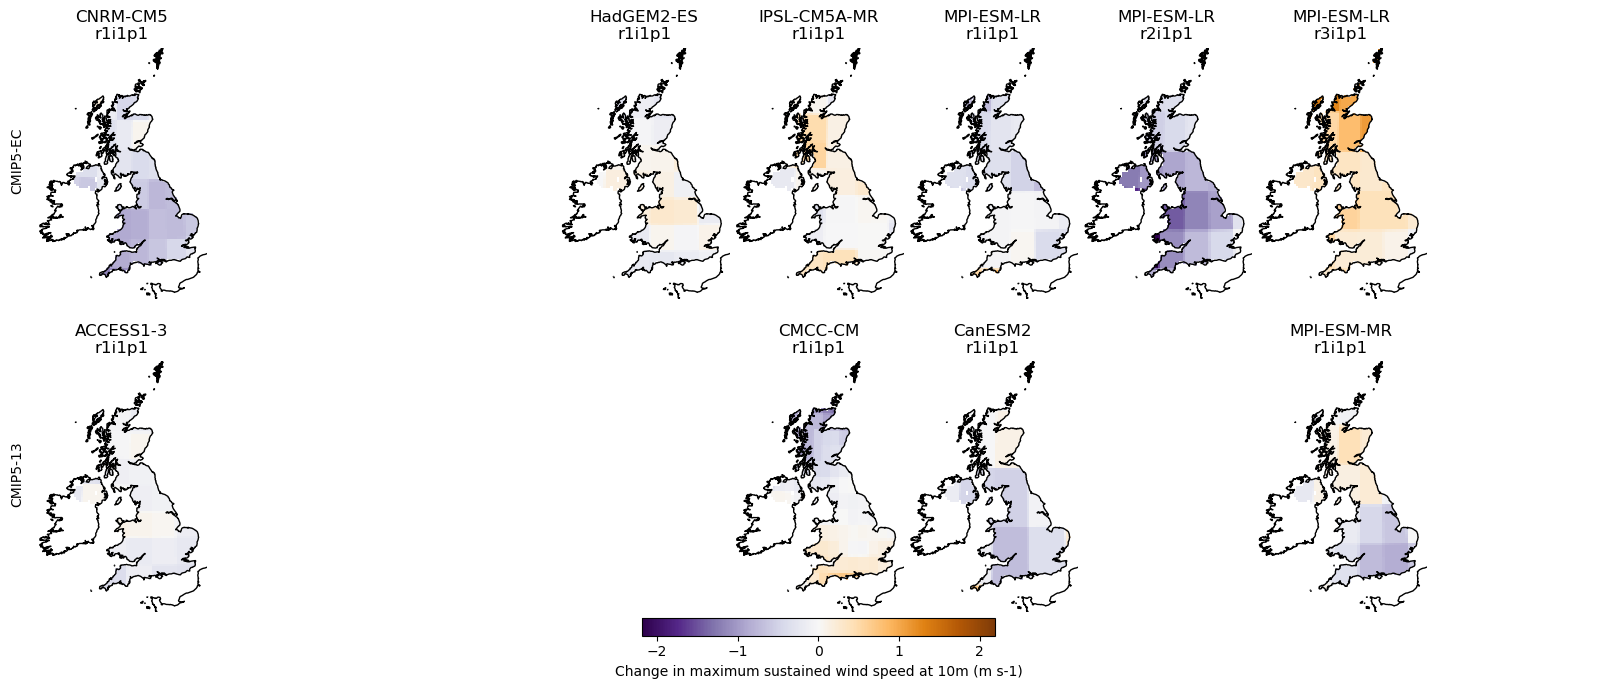 CNRM-CM5
r1i1p1
HadGEM2-ES
r1i1p1
IPSL-CM5A-MR
r1i1p1
MPI-ESM-LR
r1i1p1
MPI-ESM-LR
r2i1p1
MPI-ESM-LR
r3i1p1
CMIP5-EC
ACCESS1-3
r1i1p1
CMCC-CM
r1i1p1
CanESM2
r1i1p1
MPI-ESM-MR
r1i1p1
CMIP5-13
−2 −1 0 1 2
Change in maximum sustained wind speed at 10m (m s-1)